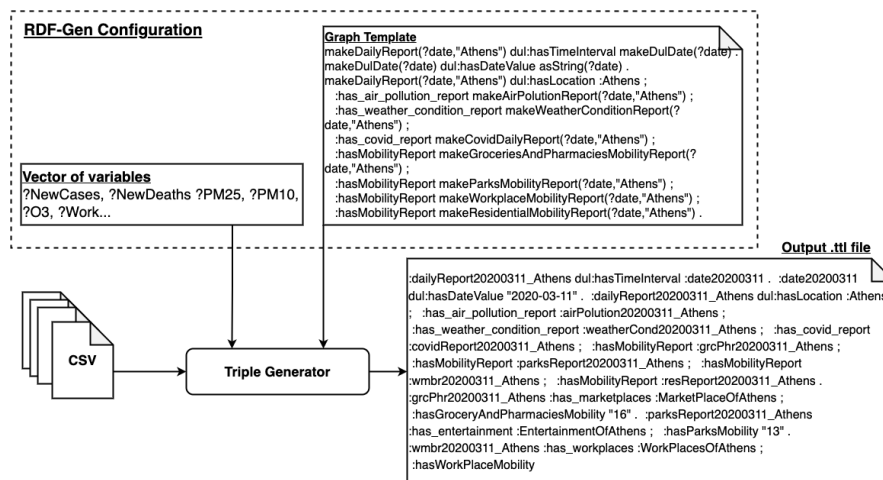 RDF-Gen Configuration
Graph Template
makeDailyReport(?date,"Athens") dul:hasTimeInterval makeDulDate(?date) .
makeDulDate(?date) dul:hasDateValue asString(?date) .
makeDailyReport(?date,"Athens") dul:hasLocation :Athens ;
:has_air_pollution_report makeAirPolutionReport(?date,"Athens") ;
:has_weather_condition_report makeWeatherConditionReport(?
date,"Athens") ;
:has_covid_report makeCovidDailyReport(?date,"Athens") ;
:hasMobilityReport makeGroceriesAndPharmaciesMobilityReport(?
date,"Athens") ;
:hasMobilityReport makeParksMobilityReport(?date,"Athens") ;
:hasMobilityReport makeWorkplaceMobilityReport(?date,"Athens") ;
:hasMobilityReport makeResidentialMobilityReport(?date,"Athens") .
Vector of variables
?NewCases, ?NewDeaths ?PM25, ?PM10,
?O3, ?Work...
Output .ttl file
:dailyReport20200311_Athens dul:hasTimeInterval :date20200311 . :date20200311
dul:hasDateValue "2020-03-11" . :dailyReport20200311_Athens dul:hasLocation :Athens
; :has_air_pollution_report :airPolution20200311_Athens ;
:has_weather_condition_report :weatherCond20200311_Athens ; :has_covid_report
:covidReport20200311_Athens ; :hasMobilityReport :grcPhr20200311_Athens ;
:hasMobilityReport :parksReport20200311_Athens ; :hasMobilityReport
:wmbr20200311_Athens ; :hasMobilityReport :resReport20200311_Athens .
:grcPhr20200311_Athens :has_marketplaces :MarketPlaceOfAthens ;
:hasGroceryAndPharmaciesMobility "16" . :parksReport20200311_Athens
:has_entertainment :EntertainmentOfAthens ; :hasParksMobility "13" .
:wmbr20200311_Athens :has_workplaces :WorkPlacesOfAthens ;
:hasWorkPlaceMobility
CSV
Triple Generator